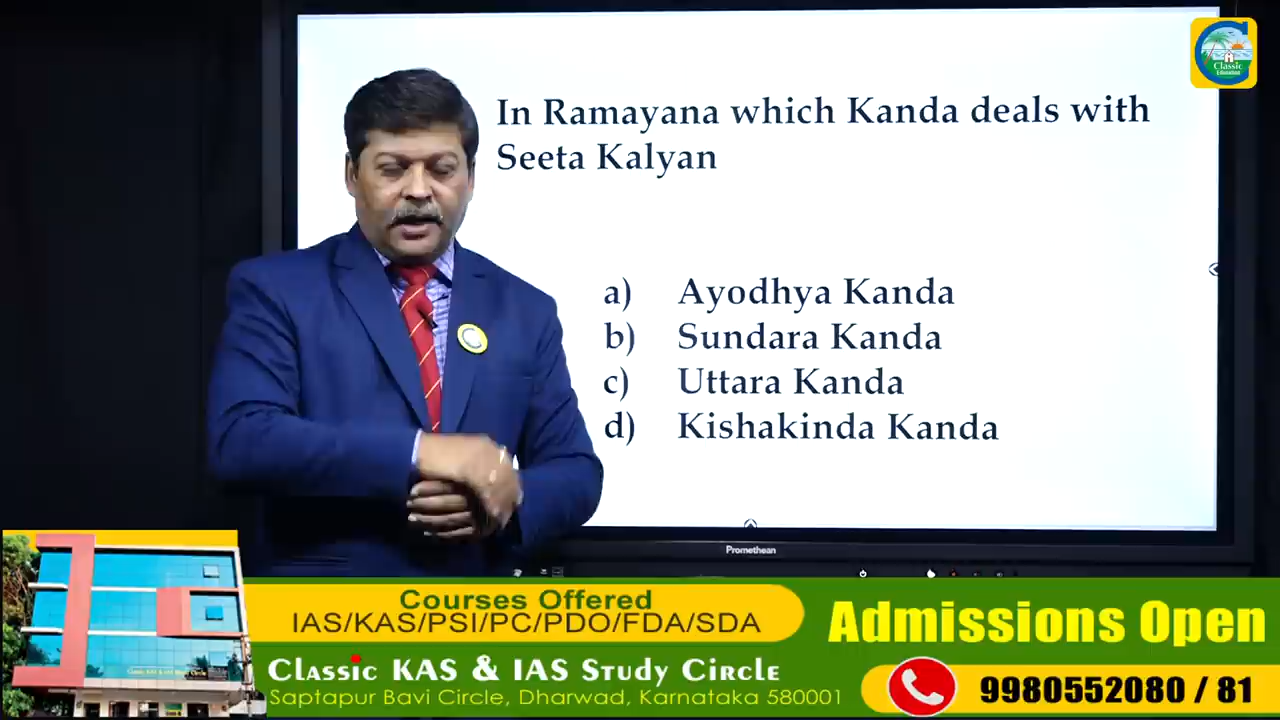 Classic
Education
In Ramayana which Kanda deals with
Seeta Kalyan
a) Ayodhya Kanda
b) Sundara Kanda
c) Uttara Kanda
d) Kishakinda Kanda
Promethean
Courses Offered
IAS/KAS/PSI/PC/PDO/FDA/SDA
Admissions Open
Classic KAS & IAS Study Circle
Saptapur Bavi Circle, Dharwad, Karnataka 580001
9980552080 / 81